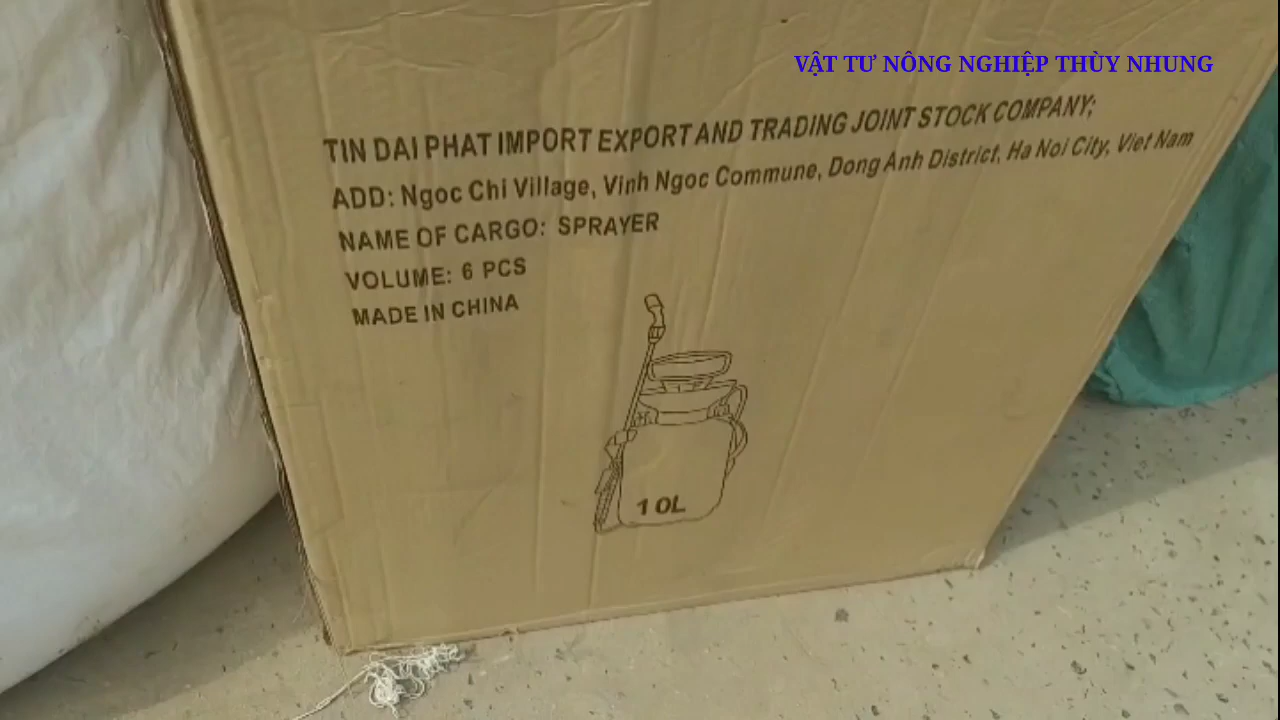 VẬT TƯ NÔNG NGHIỆP THÙY NHUNG
TIN DAI PHAT IMPORT EXPORT AND TRADING JOINT STOCK COMPANY;
ADD: Ngoc Chi Village, Vinh Ngoc Commune, Dong Anh District, Ha Noi City, Viet Nam
NAME OF CARGO: SPRAYER
VOLUME: 6 PCS
MADE IN CHINA
10L